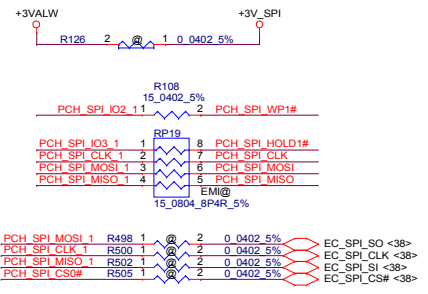 +3VALW +3V_SPI
R126 2 @ 1 0_0402_5%
R108
15_0402_5%
PCH_SPI_IO2_1 1 2 PCH_SPI_WP1#
RP19
PCH_SPI_IO3_1 1 8 PCH_SPI_HOLD1#
PCH_SPI_CLK_1 2 7 PCH_SPI_CLK
PCH_SPI_MOSI_1 3 6 PCH_SPI_MOSI
PCH_SPI_MISO_1 4 5 PCH_SPI_MISO
EMI@
15_0804_8P4R_5%
PCH_SPI_MOSI_1 R498 1 @ 2 0_0402_5% EC_SPI_SO <38>
PCH_SPI_CLK_1 R500 1 @ 2 0_0402_5% EC_SPI_CLK <38>
PCH_SPI_MISO_1 R502 1 @ 2 0_0402_5% EC_SPI_SI <38>
PCH_SPI_CS0# R505 1 @ 2 0_0402_5% EC_SPI_CS# <38>